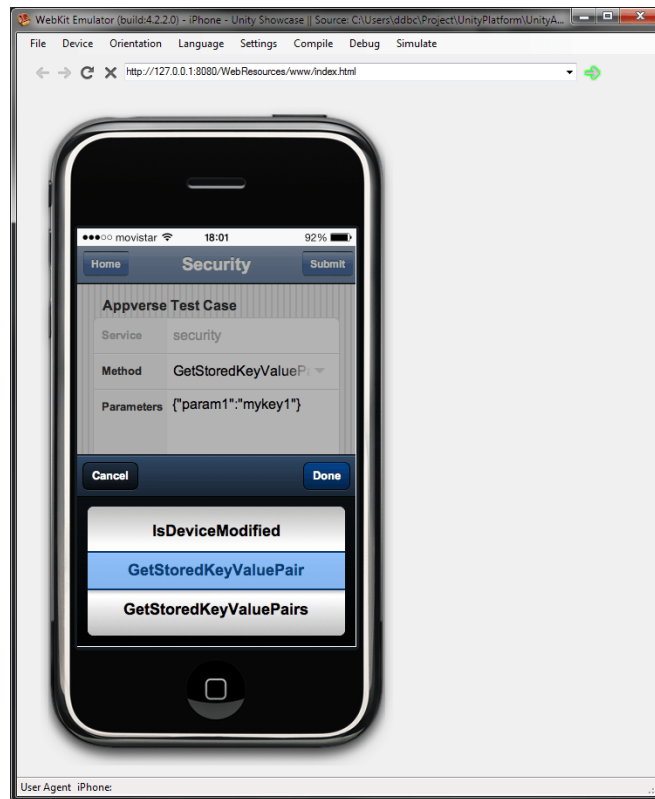 WebKit Emulator (build:4.2.2.0) - iPhone - Unity Showcase || Source: C:\Users\ddbc\Project\UnityPlatform\UnityA...
File Device Orientation Language Settings Compile Debug Simulate
http://127.0.0.1:8080/WebResources/www/index.html
movistar 18:01 92%
Home Security Submit
Appverse Test Case
Service security
Method GetStoredKeyValuePa
Parameters {"param1":"mykey1"}
Cancel Done
IsDeviceModified
GetStoredKeyValuePair
GetStoredKeyValuePairs
User Agent iPhone: